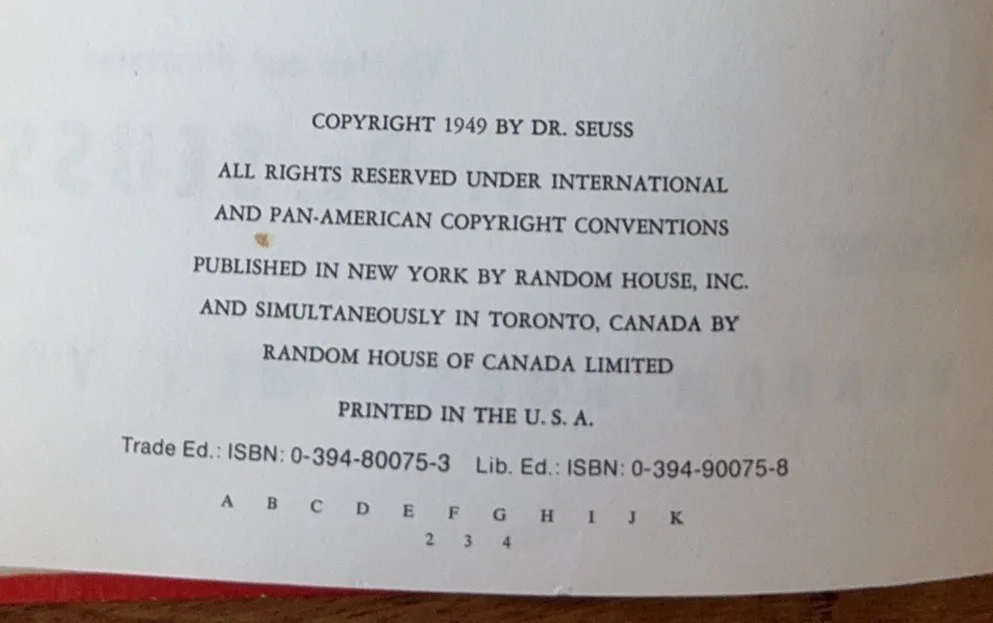 COPYRIGHT 1949 BY DR. SEUSS
ALL RIGHTS RESERVED UNDER INTERNATIONAL
AND PAN-AMERICAN COPYRIGHT CONVENTIONS
PUBLISHED IN NEW YORK BY RANDOM HOUSE, INC.
AND SIMULTANEOUSLY IN TORONTO, CANADA BY
RANDOM HOUSE OF CANADA LIMITED
PRINTED IN THE U. S. A.
Trade Ed.: ISBN: 0-394-80075-3 Lib. Ed.: ISBN: 0-394-90075-8
A B C D E F G H I J K
2 3 4